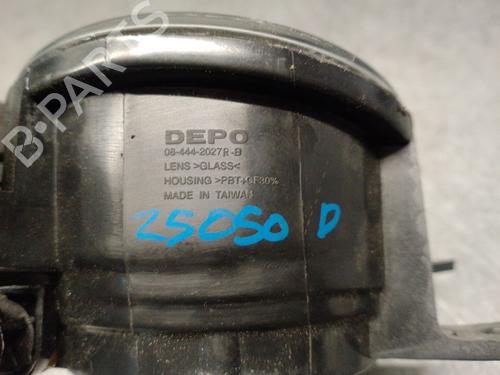 B-PARTS
DEPO
08-444-2027R-B
LENS >GLASS<
HOUSING >PBT+GF30%
MADE IN TAIWAN
25050 D